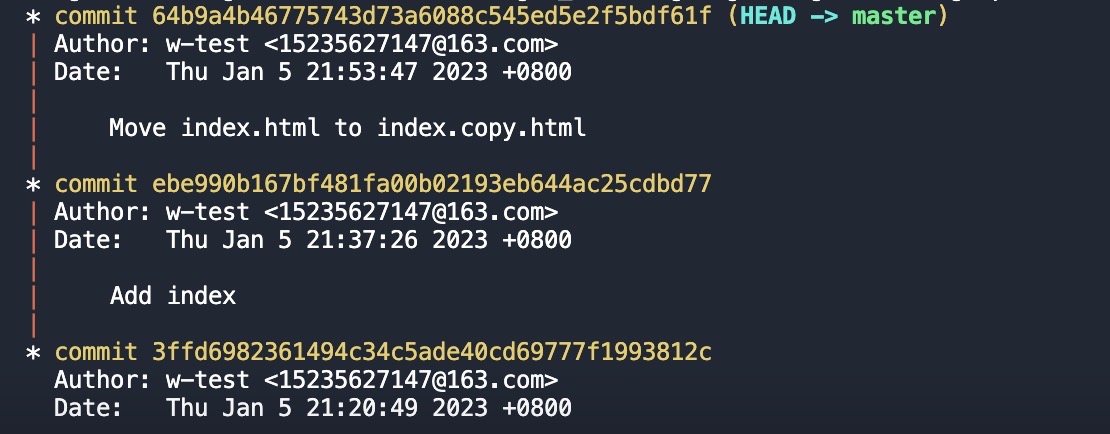 * commit 64b9a4b46775743d73a6088c545ed5e2f5bdf61f (HEAD -> master)
| Author: w-test <15235627147@163.com>
| Date:   Thu Jan 5 21:53:47 2023 +0800
|
|     Move index.html to index.copy.html
|
* commit ebe990b167bf481fa00b02193eb644ac25cdbd77
| Author: w-test <15235627147@163.com>
| Date:   Thu Jan 5 21:37:26 2023 +0800
|
|     Add index
|
* commit 3ffd6982361494c34c5ade40cd69777f1993812c
  Author: w-test <15235627147@163.com>
  Date:   Thu Jan 5 21:20:49 2023 +0800